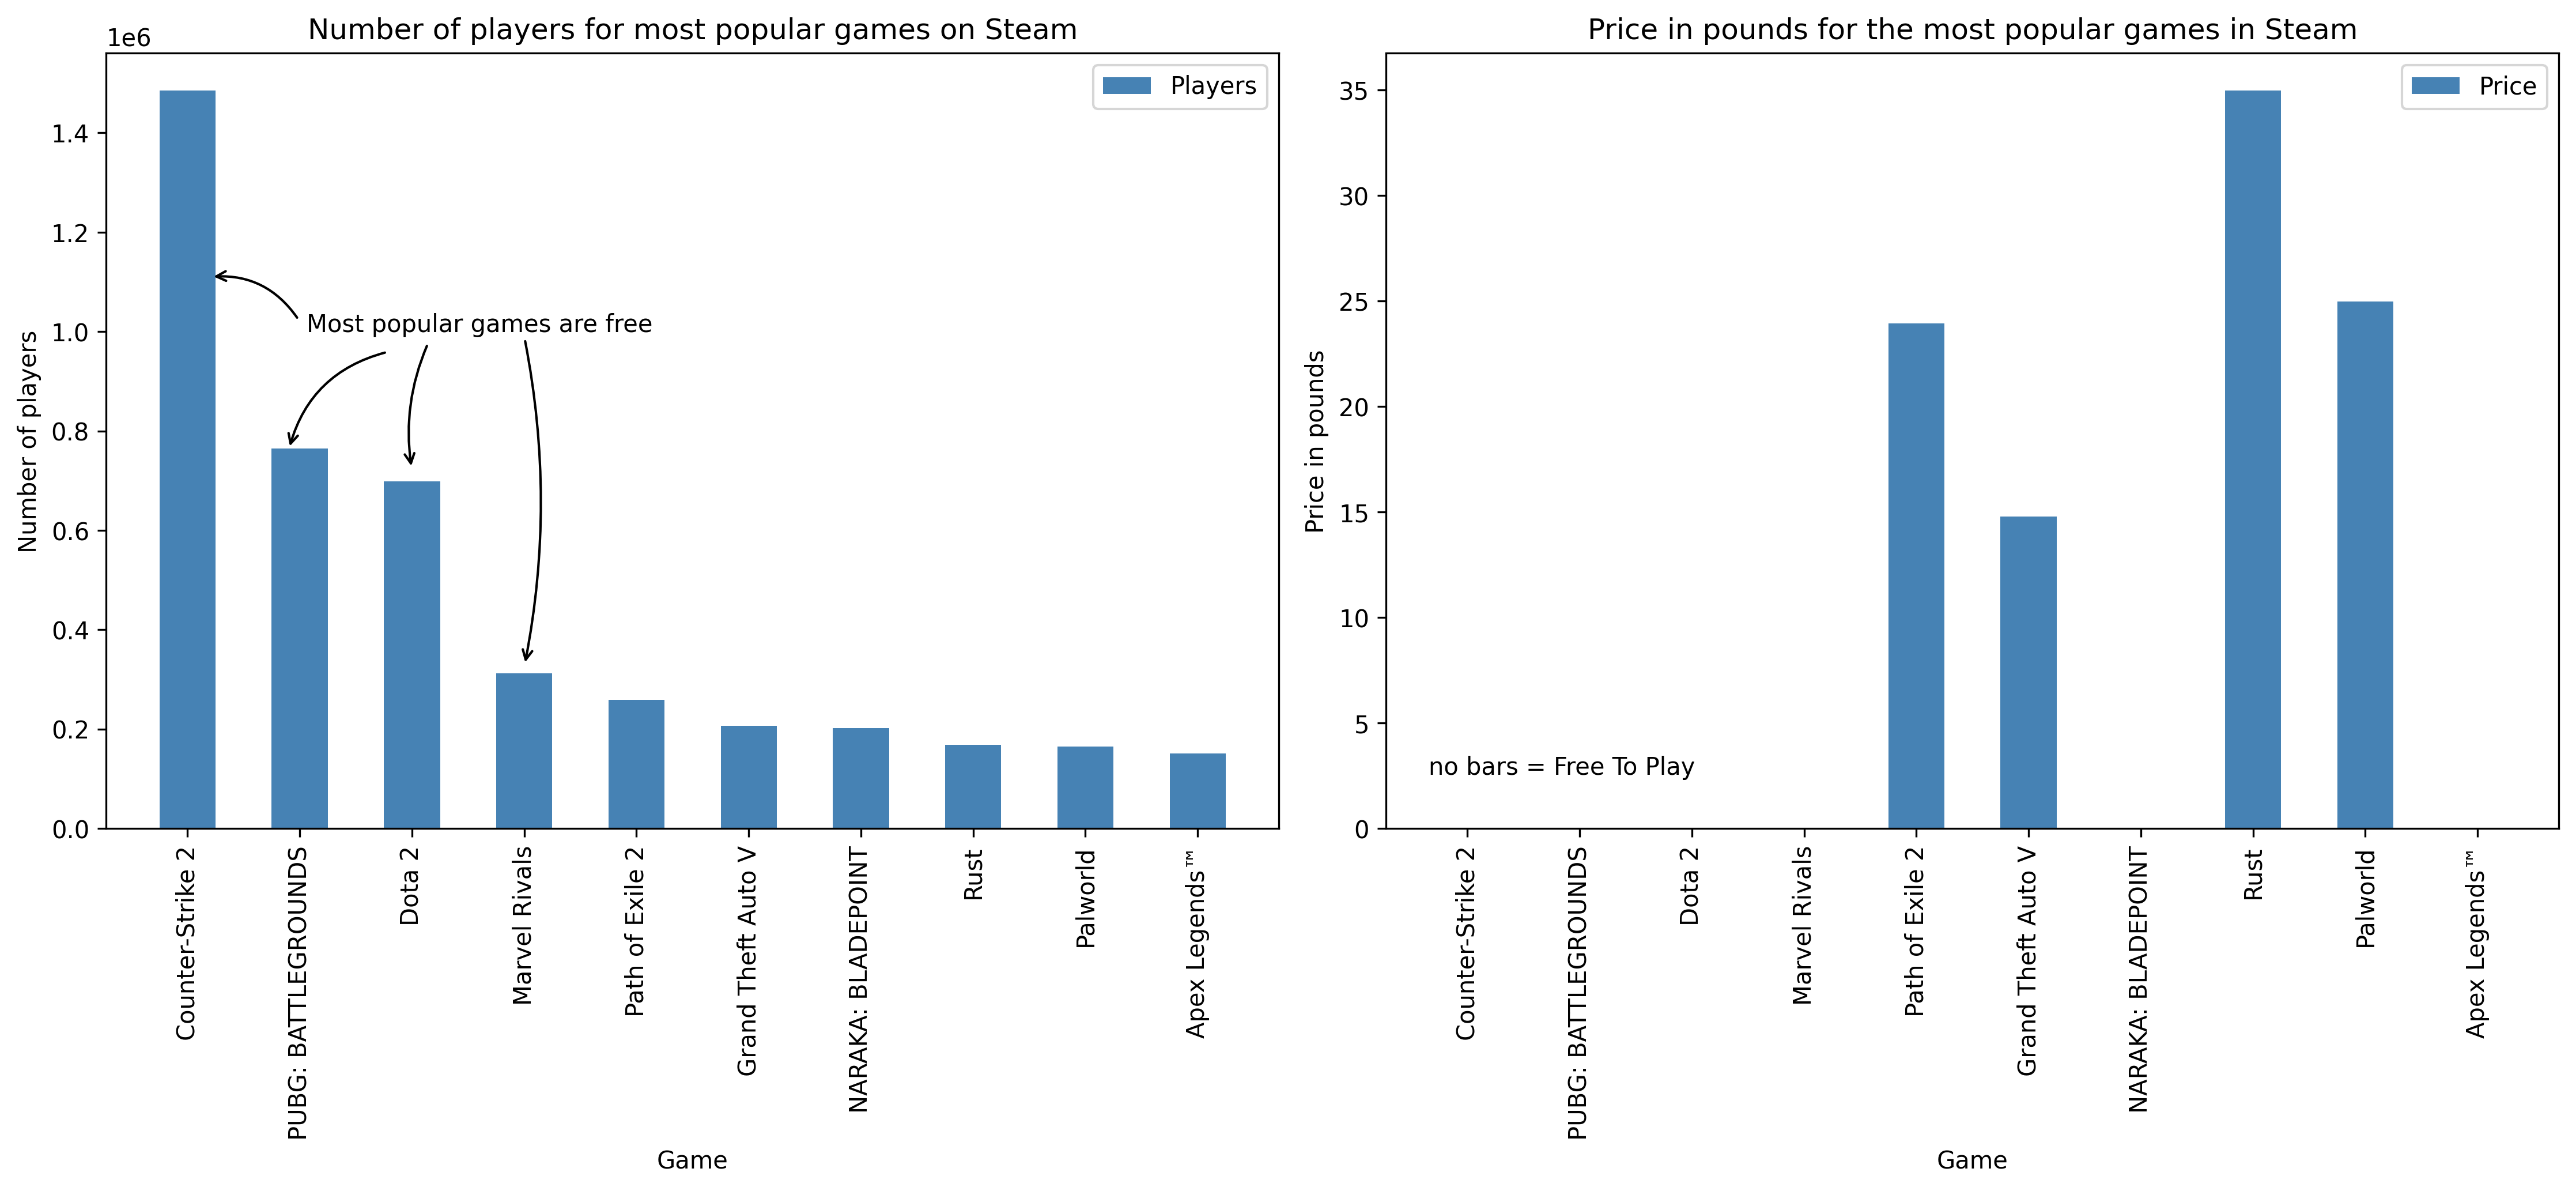 Number of players for most popular games on Steam
1e6
Players
1.4
1.2
1.0
0.8
0.6
0.4
0.2
0.0
Number of players
Most popular games are free
Counter-Strike 2
PUBG: BATTLEGROUNDS
Dota 2
Marvel Rivals
Path of Exile 2
Grand Theft Auto V
NARAKA: BLADEPOINT
Rust
Palworld
Apex Legends™
Game
Price in pounds for the most popular games in Steam
Price
35
30
25
20
15
10
5
0
Price in pounds
no bars = Free To Play
Counter-Strike 2
PUBG: BATTLEGROUNDS
Dota 2
Marvel Rivals
Path of Exile 2
Grand Theft Auto V
NARAKA: BLADEPOINT
Rust
Palworld
Apex Legends™
Game